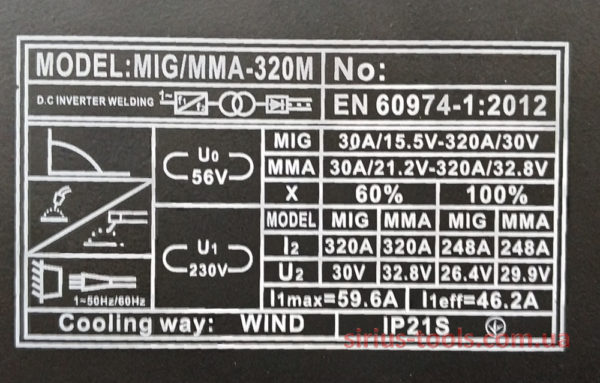 MODEL:MIG/MMA-320M No:
D.C INVERTER WELDING 1~ f₁ f₂ EN 60974-1:2012
U₀ 56V
MIG 30A/15.5V-320A/30V
MMA 30A/21.2V-320A/32.8V
X 60% 100%
MODEL MIG MMA MIG MMA
U₁ 230V
I₂ 320A 320A 248A 248A
U₂ 30V 32.8V 26.4V 29.9V
1~50Hz/60Hz
I1max=59.6A I1eff=46.2A
Cooling way: WIND IP21S
sirius-tools.com.ua